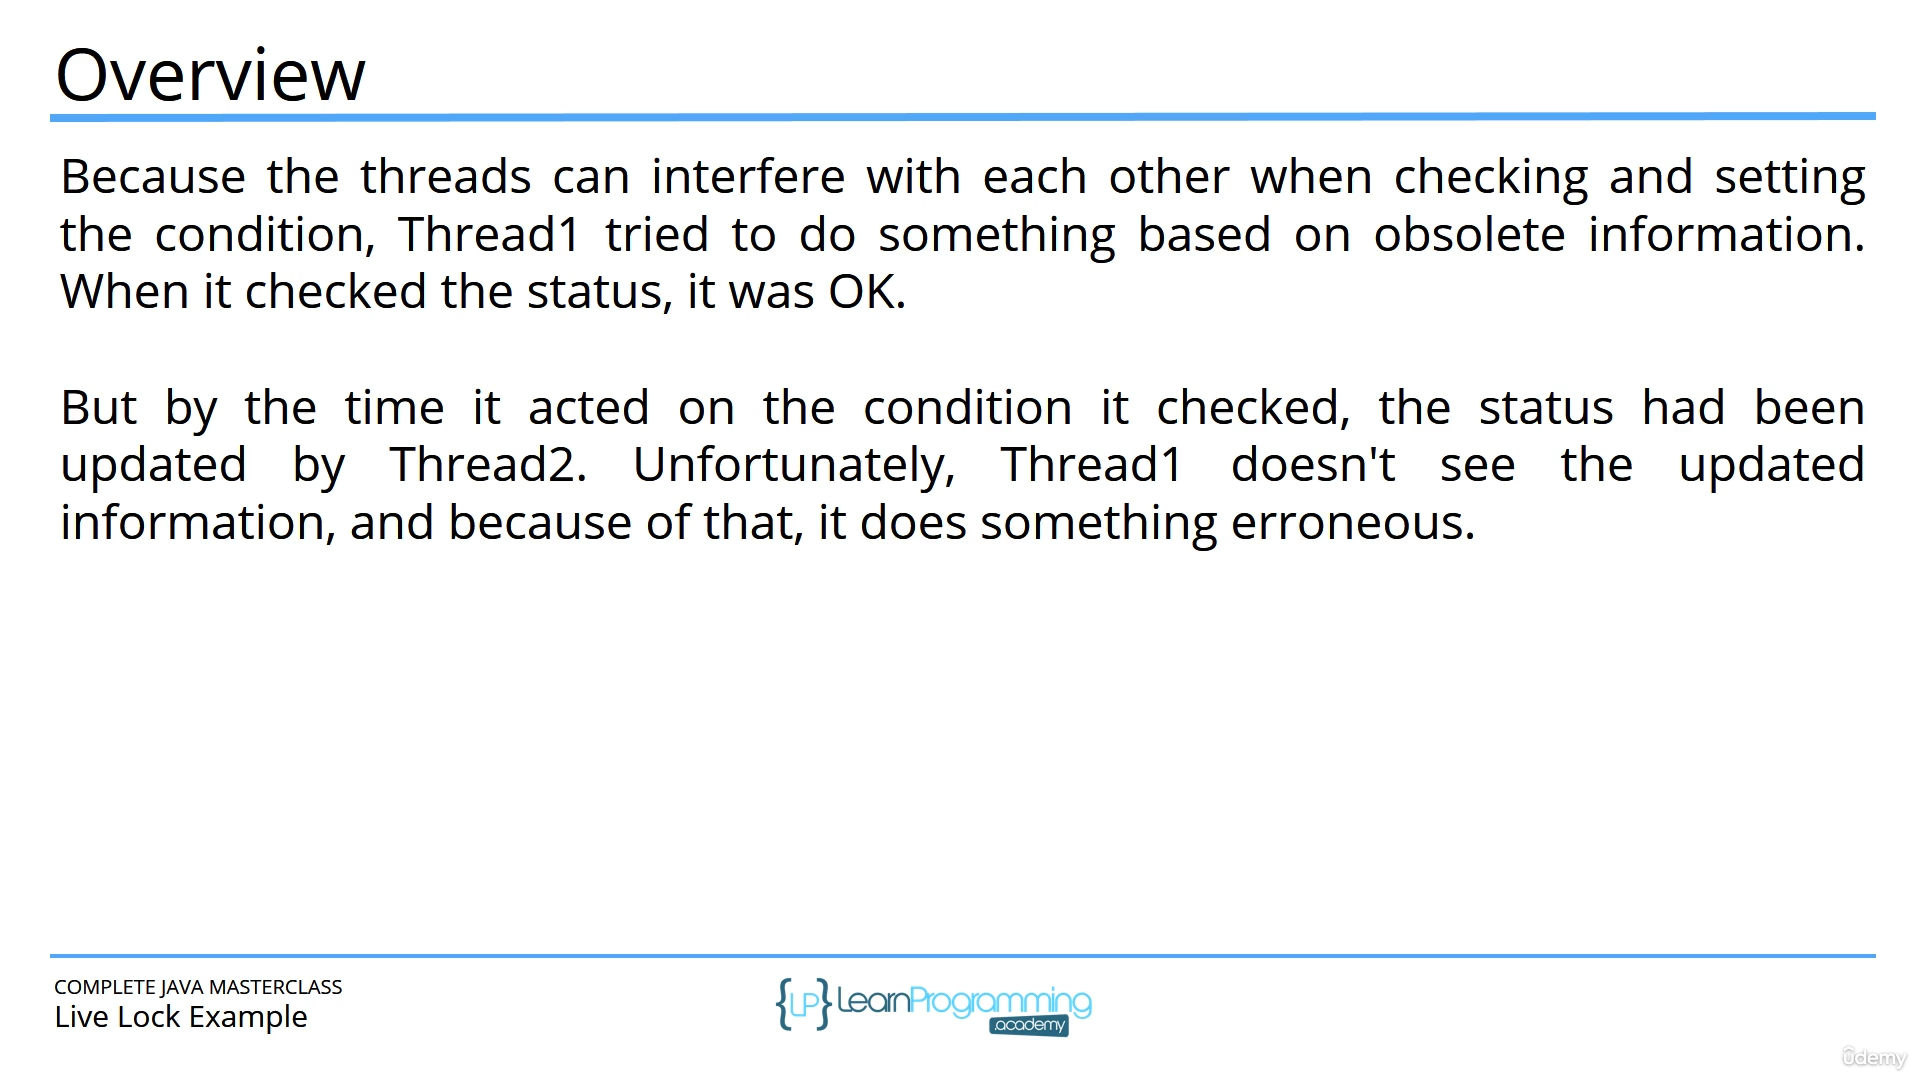 Overview
Because the threads can interfere with each other when checking and setting
the condition, Thread1 tried to do something based on obsolete information.
When it checked the status, it was OK.
But by the time it acted on the condition it checked, the status had been
updated by Thread2. Unfortunately, Thread1 doesn't see the updated
information, and because of that, it does something erroneous.
COMPLETE JAVA MASTERCLASS
Live Lock Example
{LP} LearnProgramming
.academy
ûdemy